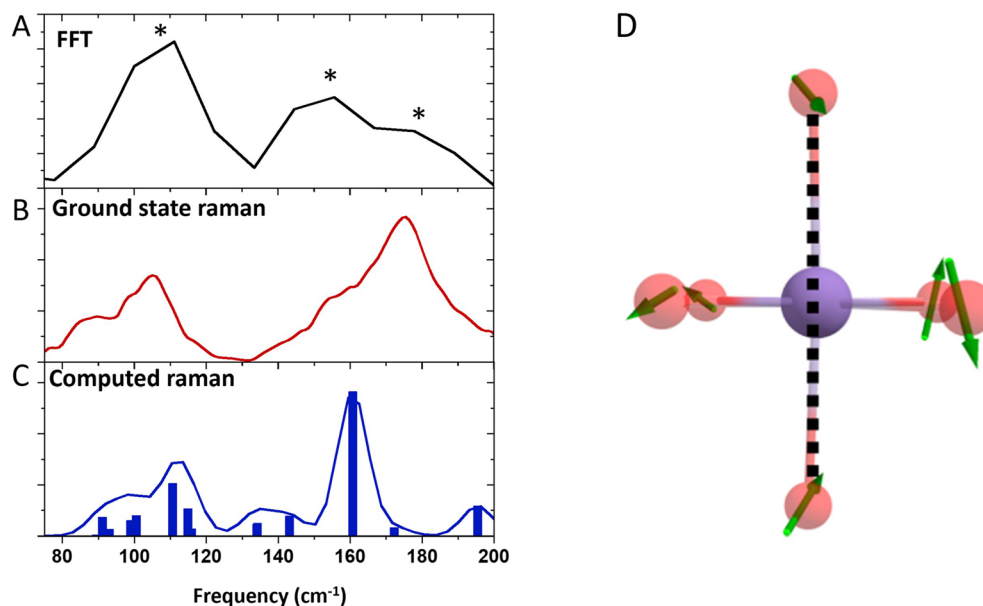 A
FFT
*
*
*
B
Ground state raman
C
Computed raman
80 100 120 140 160 180 200
Frequency (cm-1)
D